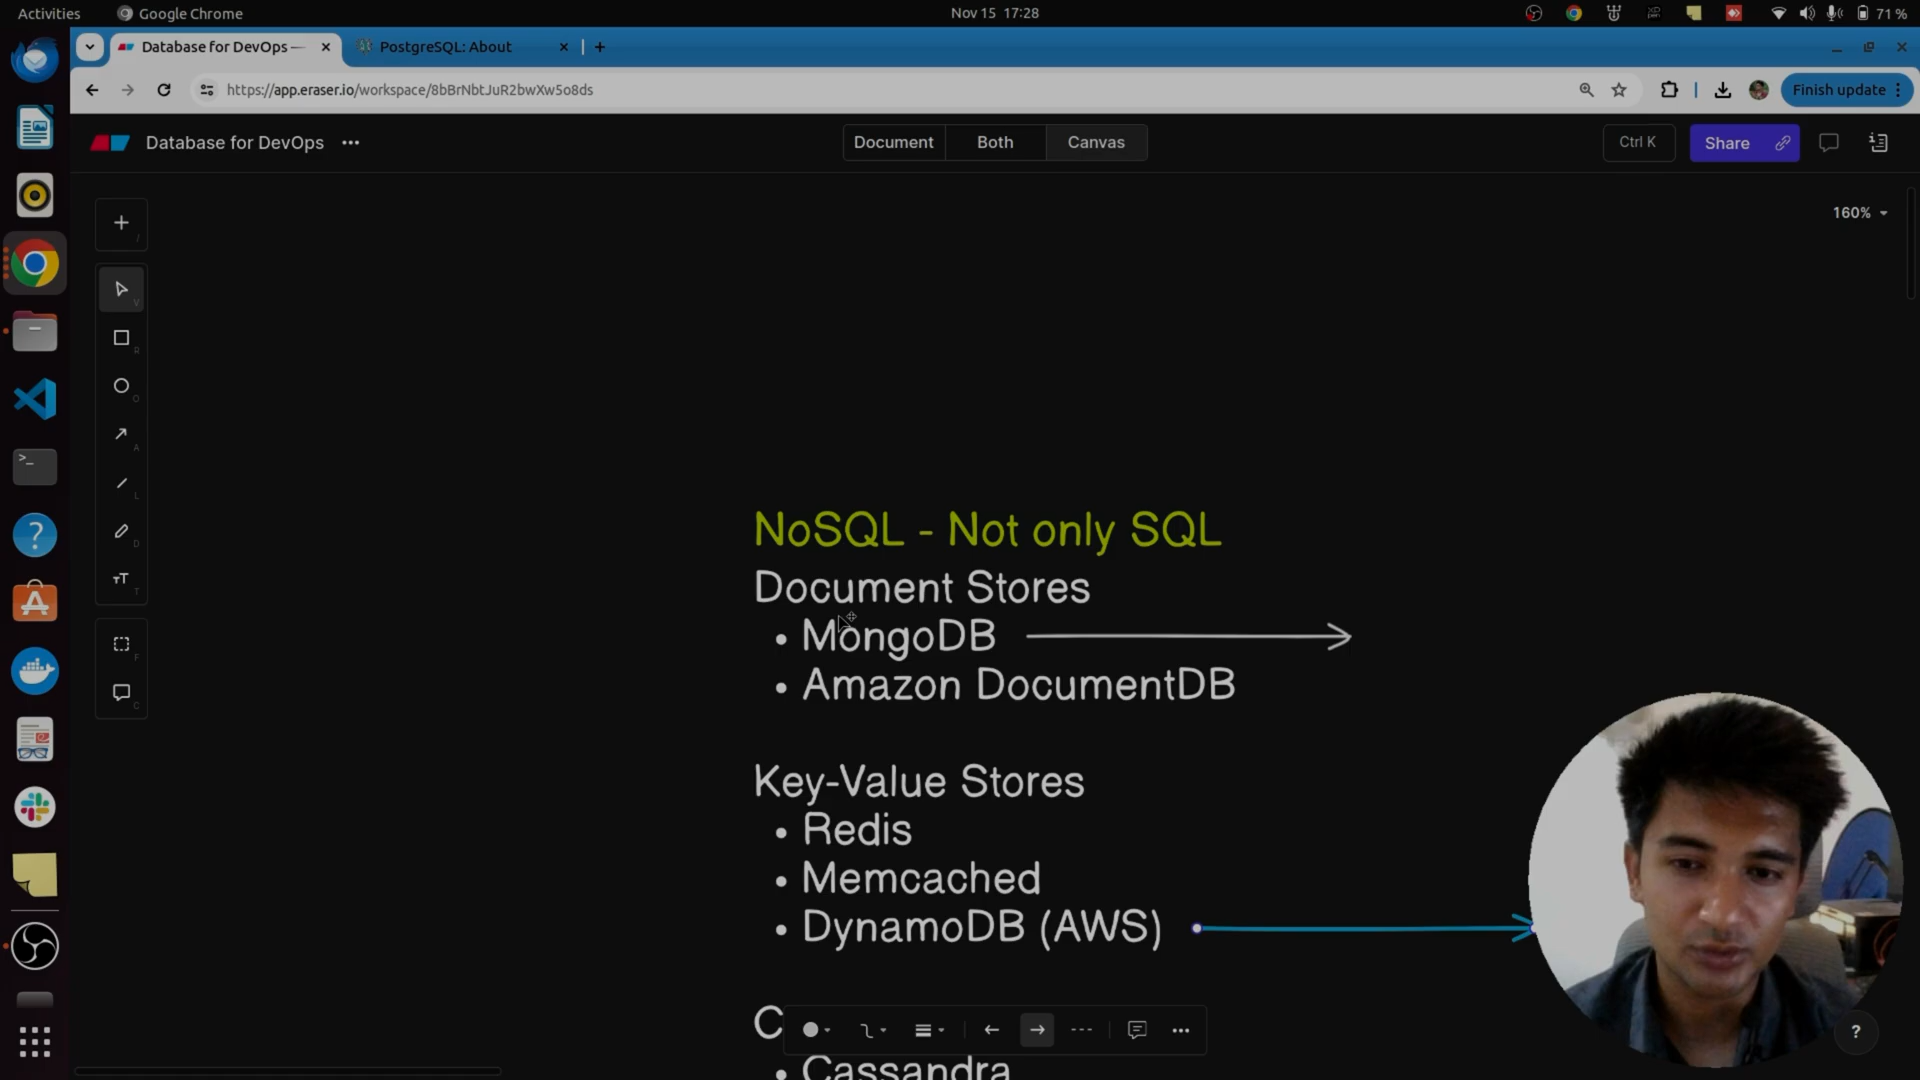 Activities
Google Chrome
Nov 15 17:28
71 %
Database for DevOps —
PostgreSQL: About
https://app.eraser.io/workspace/8bBrNbtJuR2bwXw5o8ds
Finish update
Database for DevOps
Document
Both
Canvas
Ctrl K
Share
160%
NoSQL - Not only SQL
Document Stores
• MongoDB
• Amazon DocumentDB
Key-Value Stores
• Redis
• Memcached
• DynamoDB (AWS)
C
• Cassandra